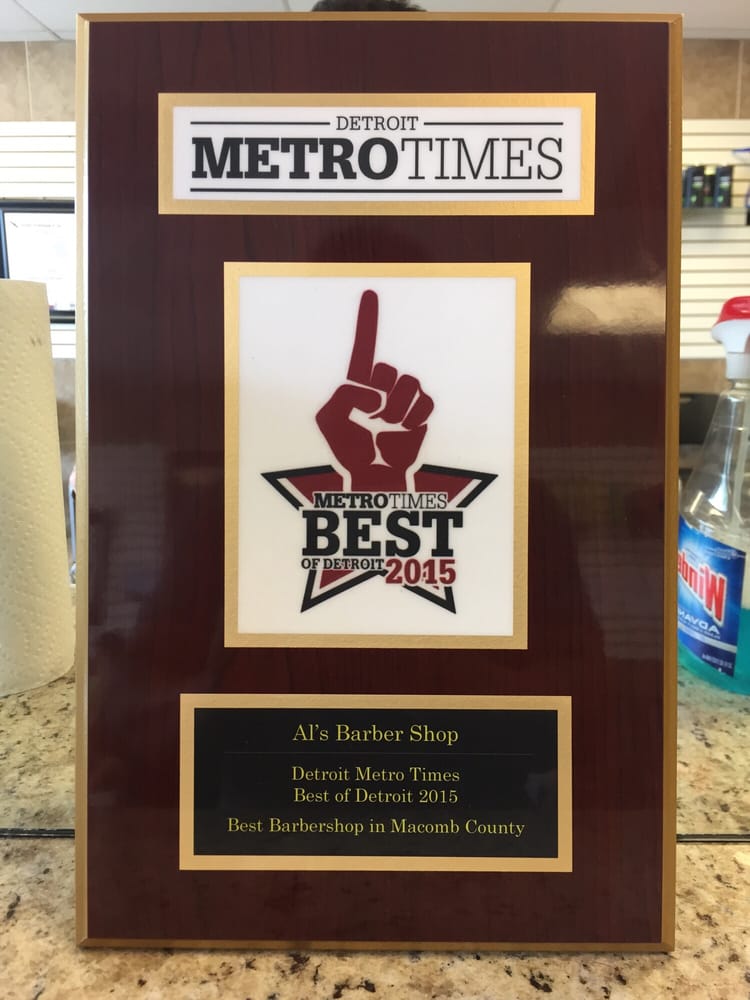 DETROIT
METROTIMES
METROTIMES
BEST
OF DETROIT 2015
Al's Barber Shop
Detroit Metro Times
Best of Detroit 2015
Best Barbershop in Macomb County